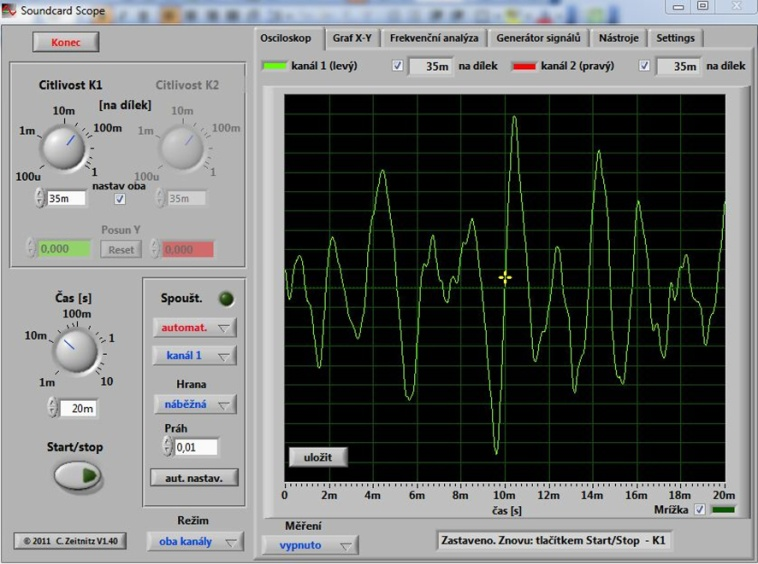 Soundcard Scope
Konec
Osciloskop
Graf X-Y
Frekvenční analýza
Generátor signálů
Nástroje
Settings
kanál 1 (levý)
35m
na dílek
kanál 2 (pravý)
35m
na dílek
Citlivost K1
Citlivost K2
[na dílek]
10m
1m
100m
100u
1
10m
1m
100m
100u
1
35m
nastav oba
35m
Posun Y
0,000
Reset
0,000
Čas [s]
100m
10m
1
1m
10
20m
Start/stop
Spoušt.
automat.
kanál 1
Hrana
náběžná
Práh
0,01
aut. nastav.
Režim
oba kanály
© 2011 C. Zeitnitz V1.40
uložit
0 2m 4m 6m 8m 10m 12m 14m 16m 18m 20m
čas [s]
Mrížka
Měření
vypnuto
Zastaveno. Znovu: tlačítkem Start/Stop - K1